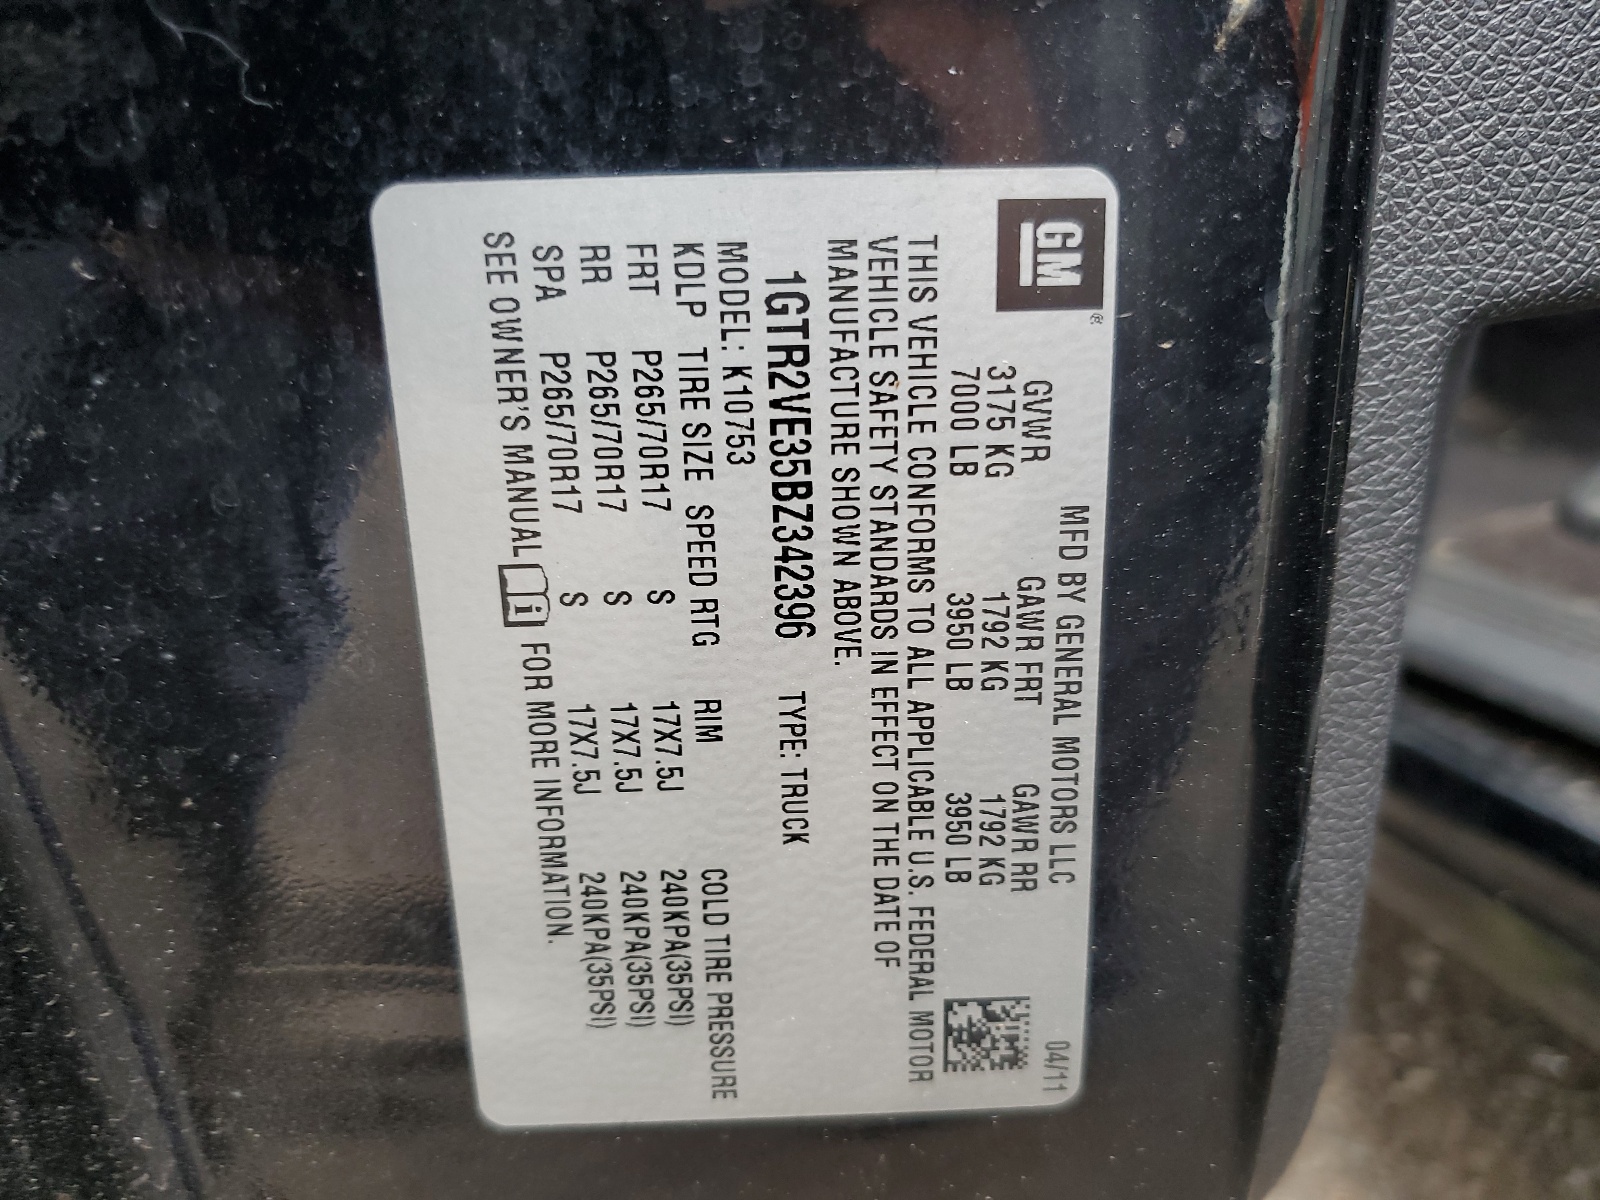 GM®
MFD BY GENERAL MOTORS LLC 04/11
GVWR GAWR FRT GAWR RR
3175 KG 1792 KG 1792 KG
7000 LB 3950 LB 3950 LB
THIS VEHICLE CONFORMS TO ALL APPLICABLE U.S. FEDERAL MOTOR
VEHICLE SAFETY STANDARDS IN EFFECT ON THE DATE OF
MANUFACTURE SHOWN ABOVE.
1GTR2VE35BZ342396 TYPE: TRUCK
MODEL: K10753
KDLP TIRE SIZE SPEED RTG RIM COLD TIRE PRESSURE
FRT P265/70R17 S 17X7.5J 240KPA(35PSI)
RR P265/70R17 S 17X7.5J 240KPA(35PSI)
SPA P265/70R17 S 17X7.5J 240KPA(35PSI)
SEE OWNER'S MANUAL i FOR MORE INFORMATION.